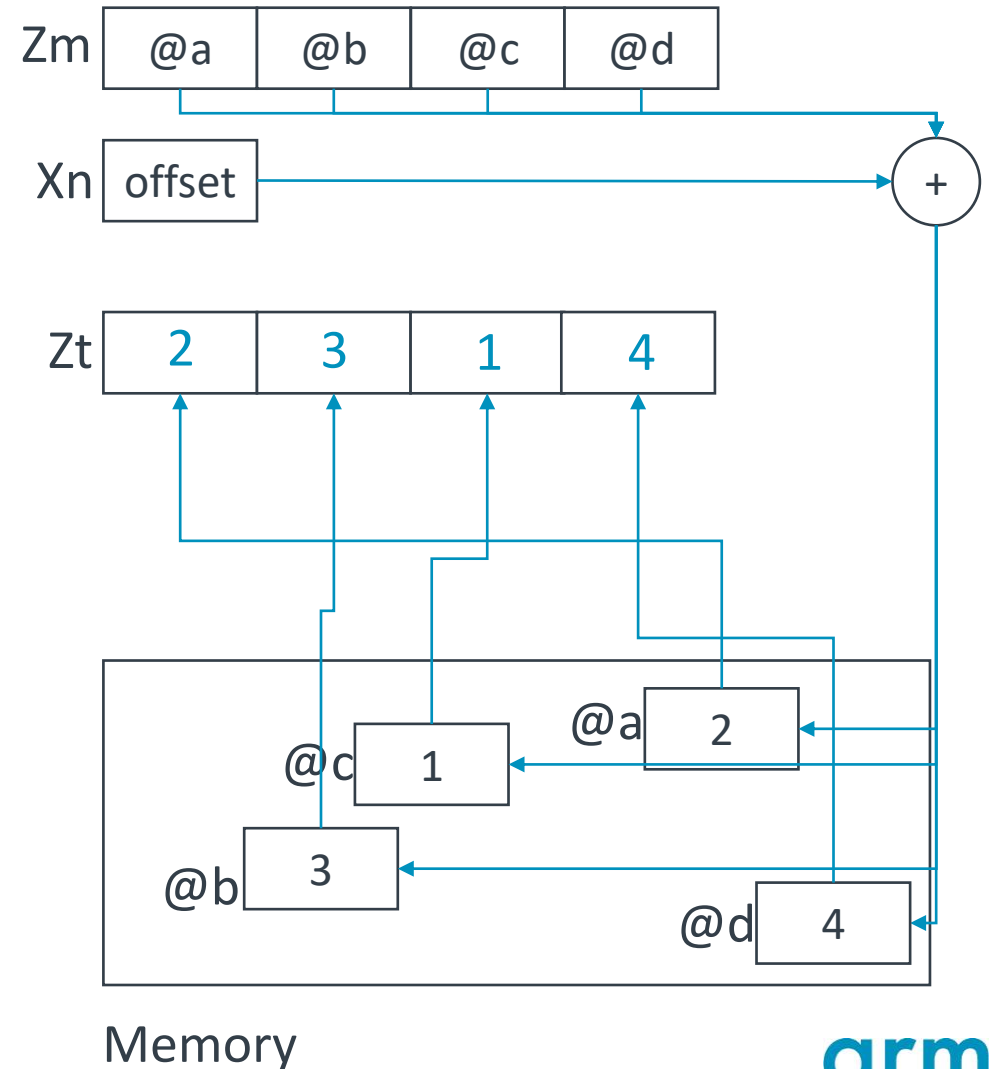 Zm @a @b @c @d
Xn offset +
Zt 2 3 1 4
@a 2
@c 1
@b 3
@d 4
Memory
arm